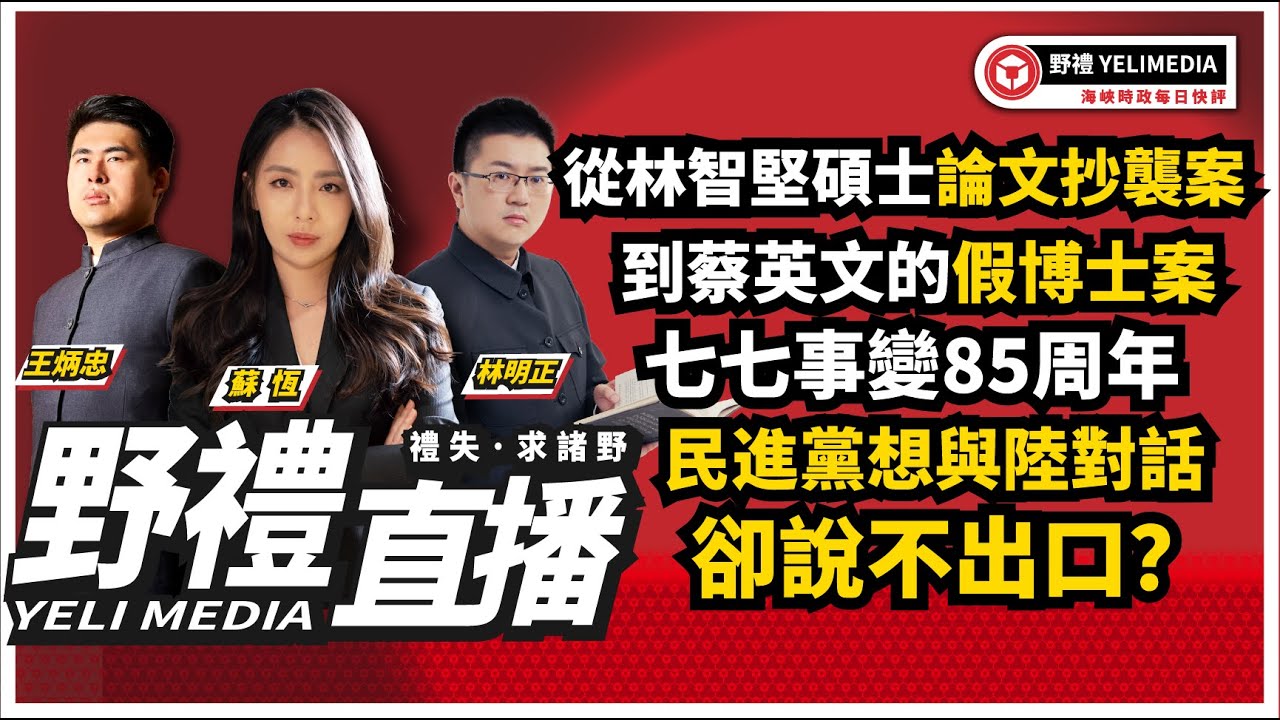 野禮 YELIMEDIA
海峽時政每日快評
從林智堅碩士論文抄襲案
到蔡英文的假博士案
七七事變85周年
民進黨想與陸對話
卻說不出口?
王炳忠
蘇恆
林明正
禮失·求諸野
野禮直播
YELI MEDIA